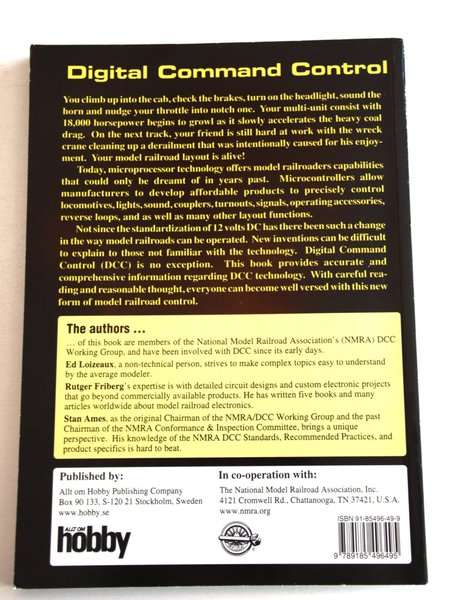 Digital Command Control
You climb up into the cab, check the brakes, turn on the headlight, sound the
horn and nudge your throttle into notch one. Your multi-unit consist with
18,000 horsepower begins to growl as it slowly accelerates the heavy coal
drag. On the next track, your friend is still hard at work with the wreck
crane cleaning up a derailment that was intentionally caused for his enjoy-
ment. Your model railroad layout is alive!
Today, microprocessor technology offers model railroaders capabilities
that could only be dreamt of in years past. Microcontrollers allow
manufacturers to develop affordable products to precisely control
locomotives, lights, sound, couplers, turnouts, signals, operating accessories,
reverse loops, and as well as many other layout functions.
Not since the standardization of 12 volts DC has there been such a change
in the way model railroads can be operated. New inventions can be difficult
to explain to those not familiar with the technology. Digital Command
Control (DCC) is no exception. This book provides accurate and
comprehensive information regarding DCC technology. With careful rea-
ding and reasonable thought, everyone can become well versed with this new
form of model railroad control.
The authors ...
... of this book are members of the National Model Railroad Association's (NMRA) DCC
Working Group, and have been involved with DCC since its early days.
Ed Loizeaux, a non-technical person, strives to make complex topics easy to understand
by the average modeler.
Rutger Friberg's expertise is with detailed circuit designs and custom electronic projects
that go beyond commercially available products. He has written five books and many
articles worldwide about model railroad electronics.
Stan Ames, as the original Chairman of the NMRA/DCC Working Group and the past
Chairman of the NMRA Conformance & Inspection Committee, brings a unique
perspective. His knowledge of the NMRA DCC Standards, Recommended Practices, and
product specifics is hard to beat.
Published by:
Allt om Hobby Publishing Company
Box 90 133, S-120 21 Stockholm, Sweden
www.hobby.se
ALLT OM
hobby
In co-operation with:
The National Model Railroad Association, Inc.
4121 Cromwell Rd., Chattanooga, TN 37421, U.S.A.
www.nmra.org
ISBN 91-85496-49-9
9 789185 496495